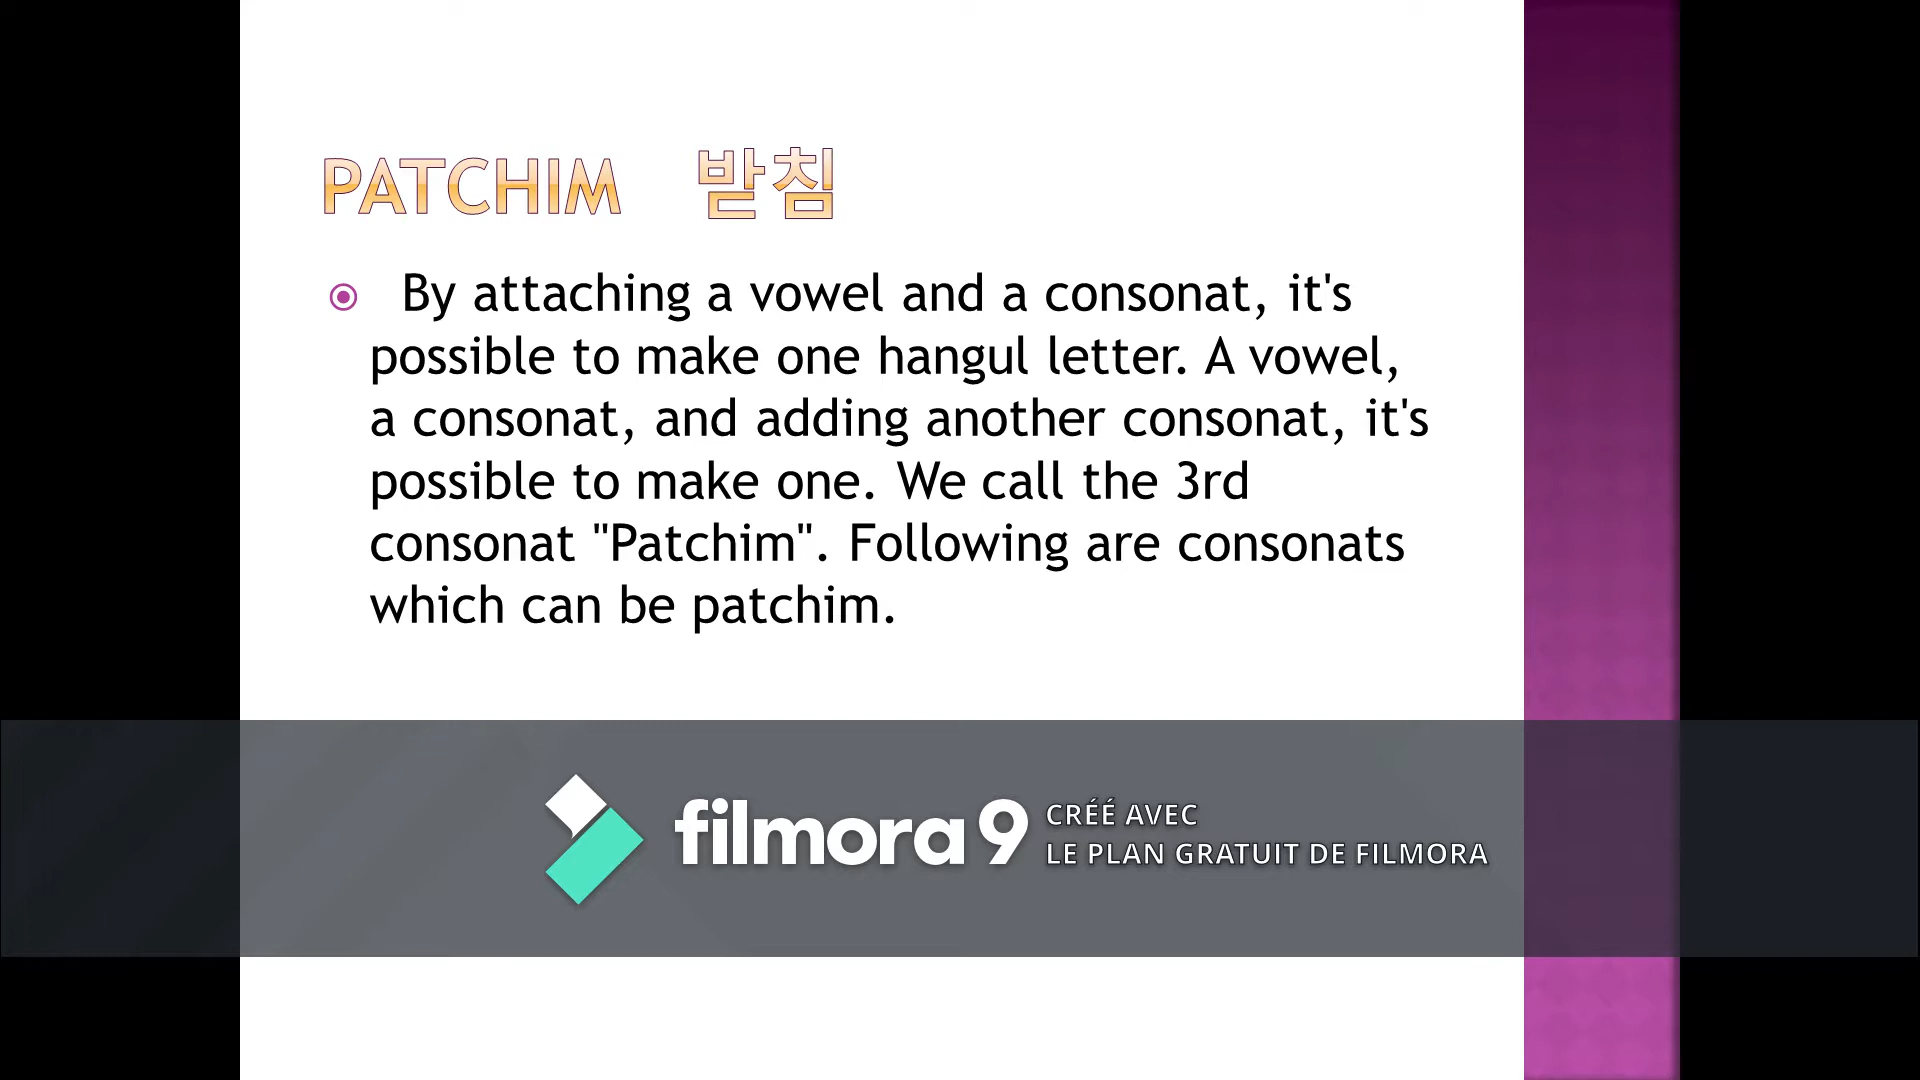 PATCHIM 받침
By attaching a vowel and a consonat, it's
possible to make one hangul letter. A vowel,
a consonat, and adding another consonat, it's
possible to make one. We call the 3rd
consonat "Patchim". Following are consonats
which can be patchim.
filmora9
CRÉÉ AVEC
LE PLAN GRATUIT DE FILMORA